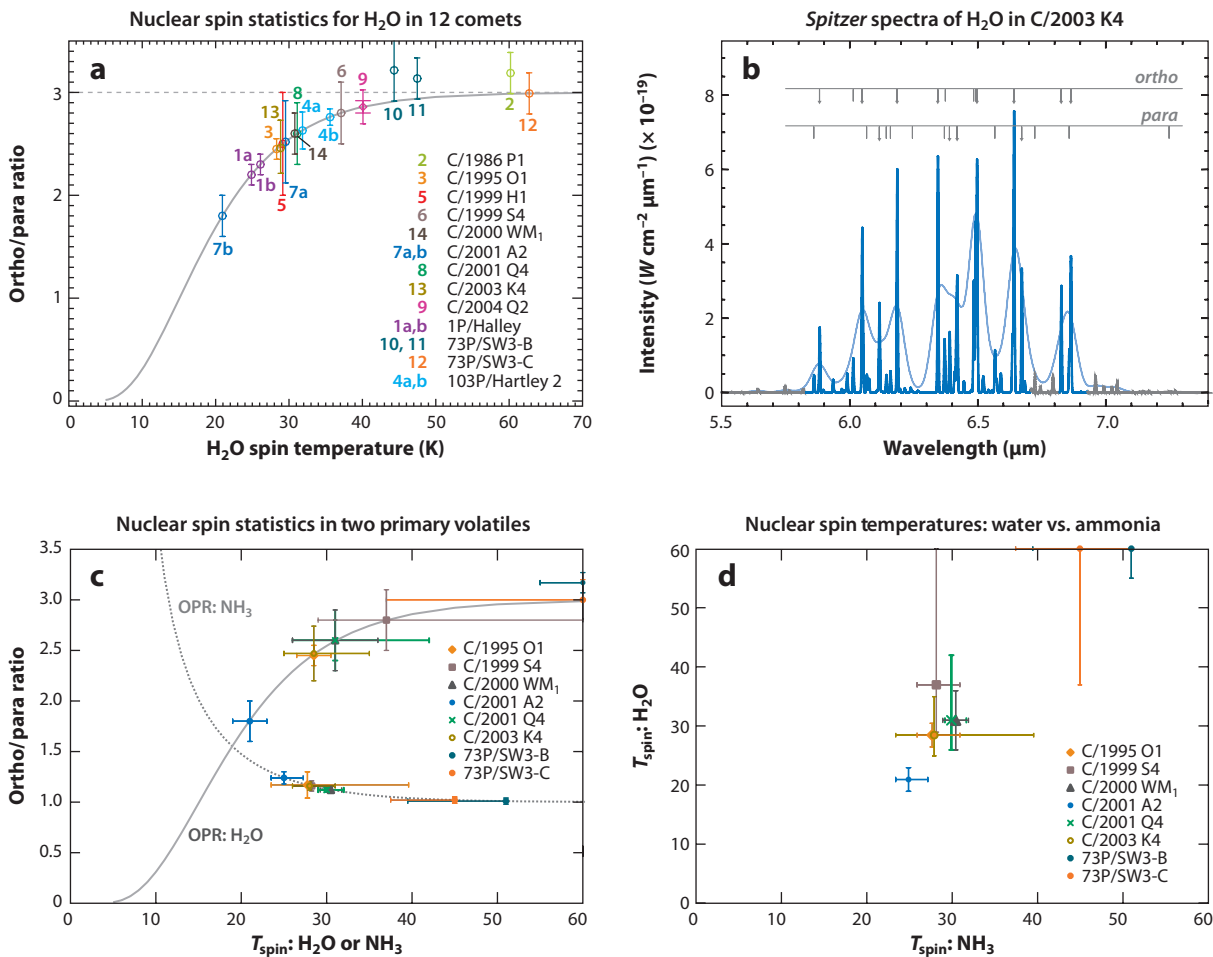 Nuclear spin statistics for H₂O in 12 comets
a
Ortho/para ratio
4
3
2
1
0
0 10 20 30 40 50 60 70
H₂O spin temperature (K)
7b
1a
1b
3
13
5
8
7a
4a
14
4b
6
9
10
11
2
12
2 C/1986 P1
3 C/1995 O1
5 C/1999 H1
6 C/1999 S4
14 C/2000 WM₁
7a,b C/2001 A2
8 C/2001 Q4
13 C/2003 K4
9 C/2004 Q2
1a,b 1P/Halley
10, 11 73P/SW3-B
12 73P/SW3-C
4a,b 103P/Hartley 2
Spitzer spectra of H₂O in C/2003 K4
b
ortho
para
Intensity (W cm⁻² µm⁻¹) (× 10⁻¹⁹)
8
6
4
2
0
5.5 6.0 6.5 7.0
Wavelength (µm)
Nuclear spin statistics in two primary volatiles
c
OPR: NH₃
OPR: H₂O
Ortho/para ratio
3.5
3.0
2.5
2.0
1.5
1.0
0.5
0
0 10 20 30 40 50 60
Tspin: H₂O or NH₃
C/1995 O1
C/1999 S4
C/2000 WM₁
C/2001 A2
C/2001 Q4
C/2003 K4
73P/SW3-B
73P/SW3-C
Nuclear spin temperatures: water vs. ammonia
d
Tspin: H₂O
60
50
40
30
20
10
0
0 10 20 30 40 50 60
Tspin: NH₃
C/1995 O1
C/1999 S4
C/2000 WM₁
C/2001 A2
C/2001 Q4
C/2003 K4
73P/SW3-B
73P/SW3-C